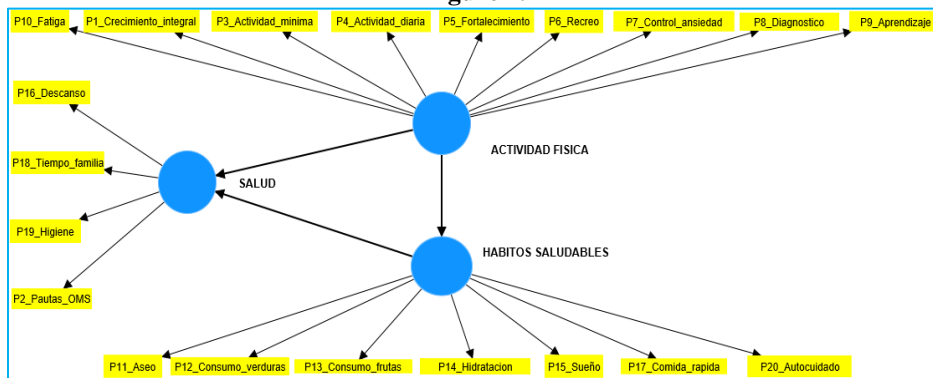 P10_Fatiga
P1_Crecimiento_integral
P3_Actividad_minima
P4_Actividad_diaria
P5_Fortalecimiento
P6_Recreo
P7_Control_ansiedad
P8_Diagnostico
P9_Aprendizaje
P16_Descanso
ACTIVIDAD FISICA
P18_Tiempo_familia
SALUD
P19_Higiene
HABITOS SALUDABLES
P2_Pautas_OMS
P11_Aseo
P12_Consumo_verduras
P13_Consumo_frutas
P14_Hidratacion
P15_Sueño
P17_Comida_rapida
P20_Autocuidado